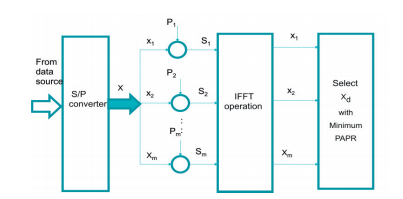 From
data
source
S/P
converter
X
P1
x1
S1
P2
x2
S2
:
Pm
Xm
Sm
IFFT
operation
x1
x2
Xm
Select
Xd
with
Minimum
PAPR